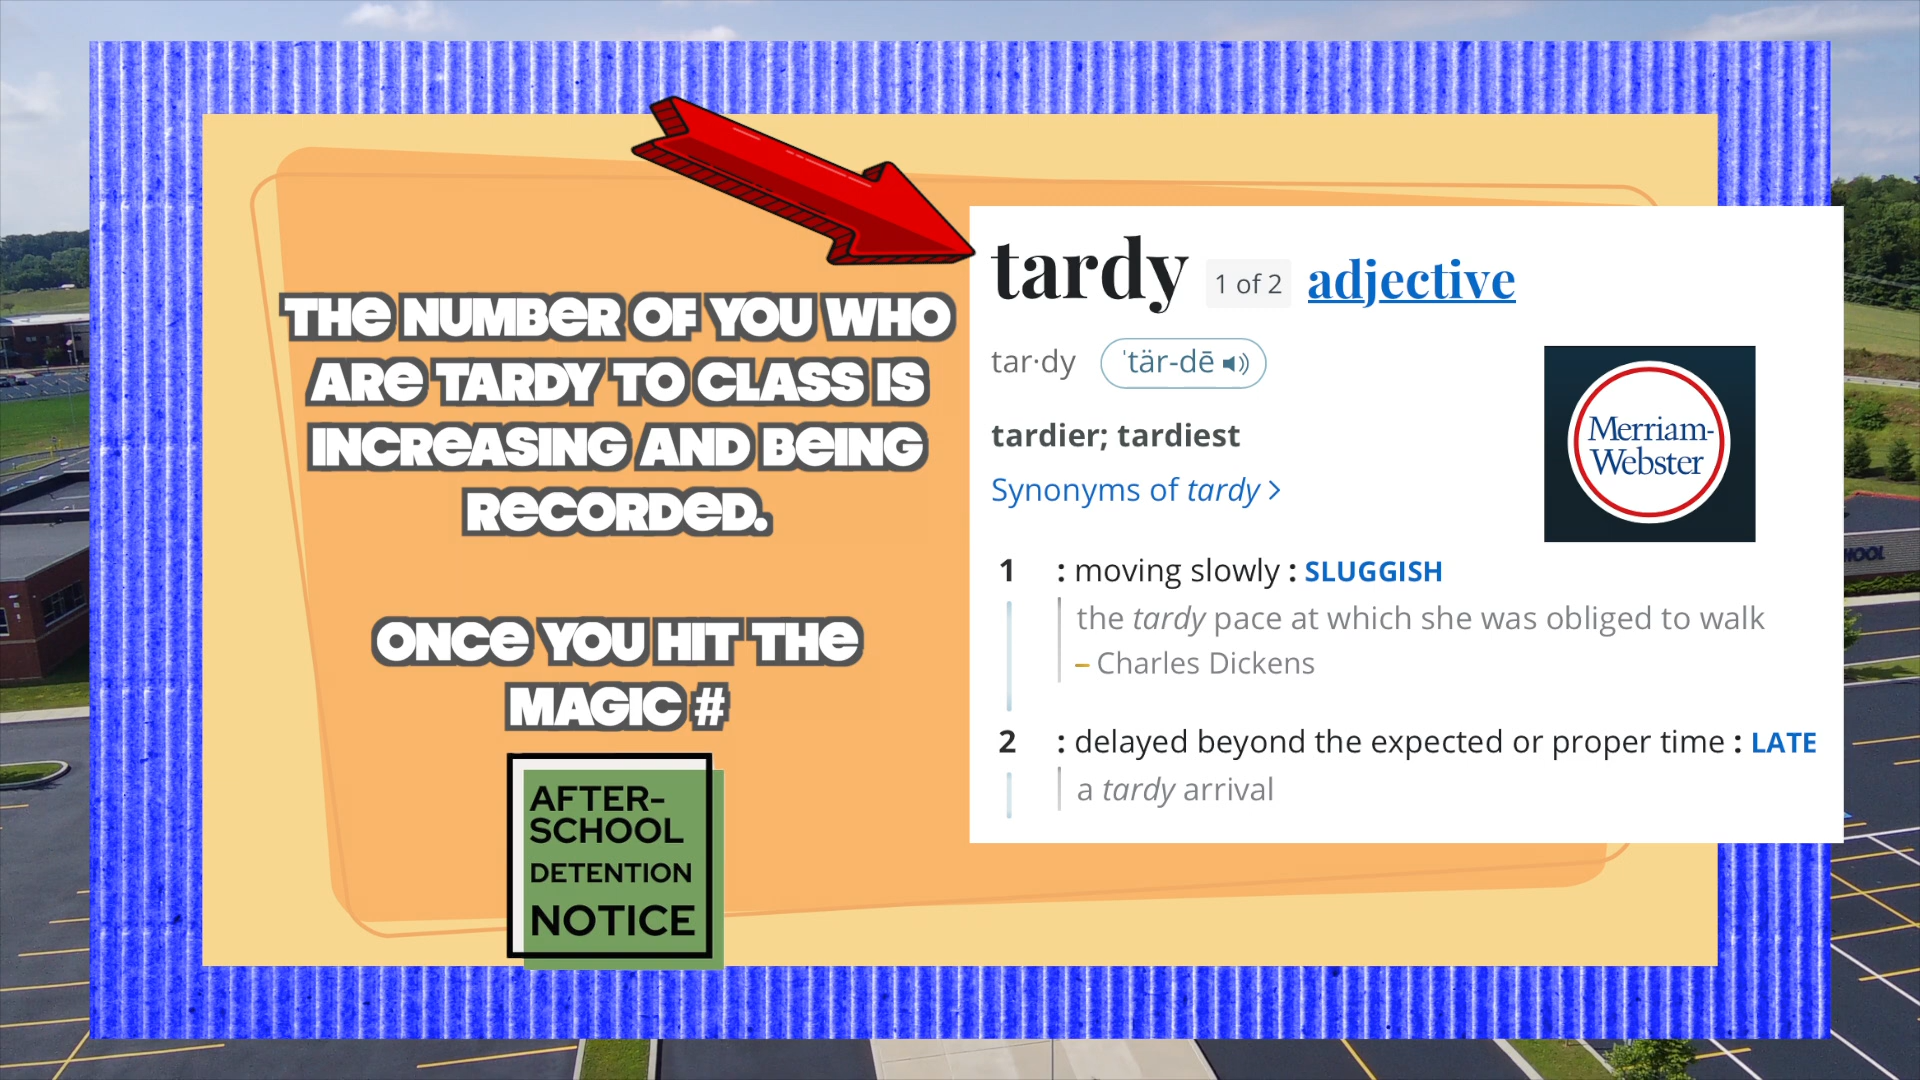 THE NUMBER OF YOU WHO
ARE TARDY TO CLASS IS
INCREASING AND BEING
RECORDED.
ONCE YOU HIT THE
MAGIC #
AFTER-
SCHOOL
DETENTION
NOTICE
tardy 1 of 2 adjective
tar·dy ˈtär-dē
tardier; tardiest
Synonyms of tardy >
Merriam-
Webster
1 : moving slowly : SLUGGISH
the tardy pace at which she was obliged to walk
– Charles Dickens
2 : delayed beyond the expected or proper time : LATE
a tardy arrival